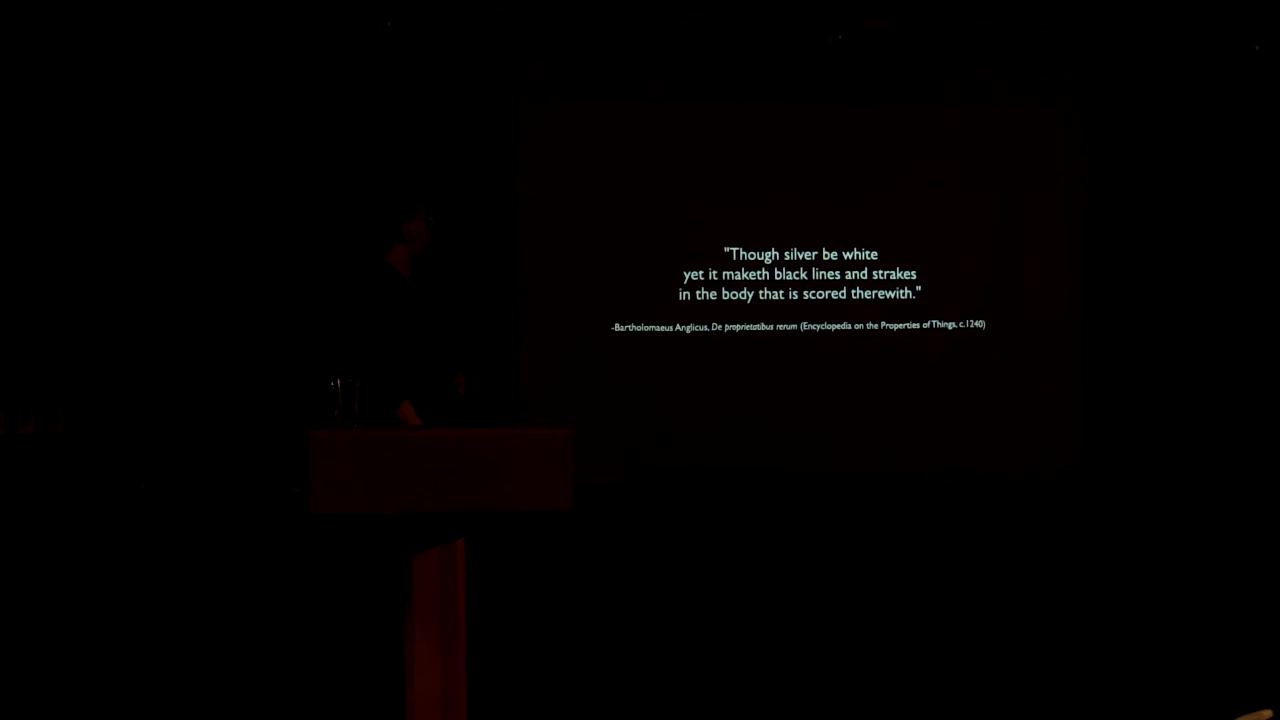 "Though silver be white
yet it maketh black lines and strakes
in the body that is scored therewith."
-Bartholomaeus Anglicus, De proprietatibus rerum (Encyclopedia on the Properties of Things, c.1240)